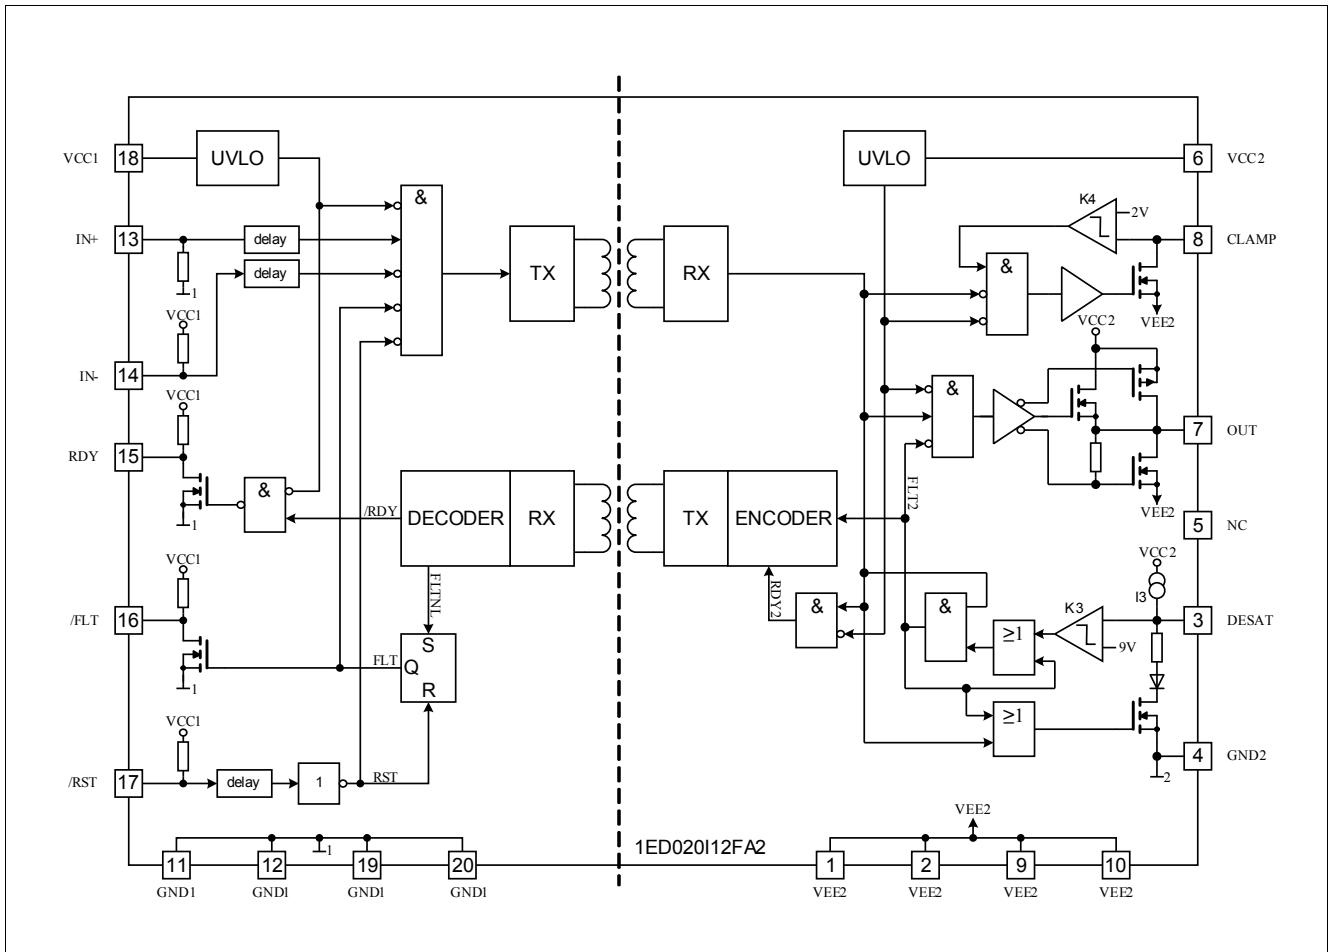 VCC1
18
UVLO
UVLO
6
VCC2
&
K4
2V
IN+
13
delay
8
CLAMP
delay
TX
RX
&
1
VCC1
VEE2
VCC2
IN-
14
&
VCC1
7
OUT
RDY
15
&
/RDY
DECODER
RX
TX
ENCODER
FLT2
VEE2
1
5
NC
VCC1
FLTNL
RDY2
VCC2
I3
/FLT
16
&
&
≥1
K3
3
DESAT
9V
S
FLT
Q
R
1
≥1
VCC1
4
GND2
/RST
17
delay
1
RST
2
VEE2
1
1ED020I12FA2
11
12
19
20
1
2
9
10
GND1
GND1
GND1
GND1
VEE2
VEE2
VEE2
VEE2